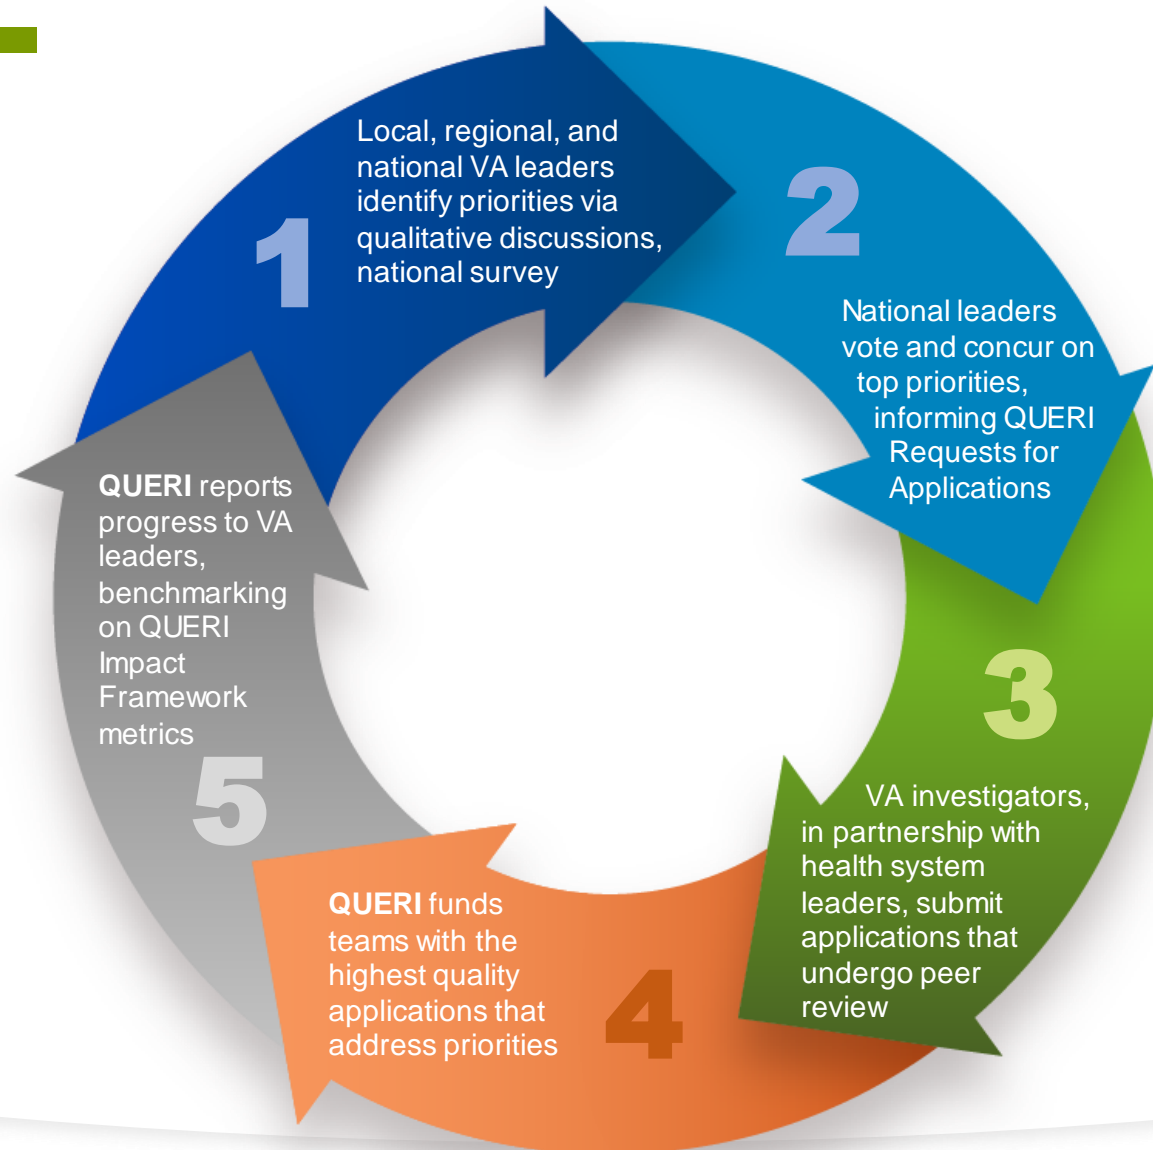 1
Local, regional, and
national VA leaders
identify priorities via
qualitative discussions,
national survey
2
National leaders
vote and concur on
top priorities,
informing QUERI
Requests for
Applications
3
VA investigators,
in partnership with
health system
leaders, submit
applications that
undergo peer
review
4
QUERI funds
teams with the
highest quality
applications that
address priorities
5
QUERI reports
progress to VA
leaders,
benchmarking
on QUERI
Impact
Framework
metrics